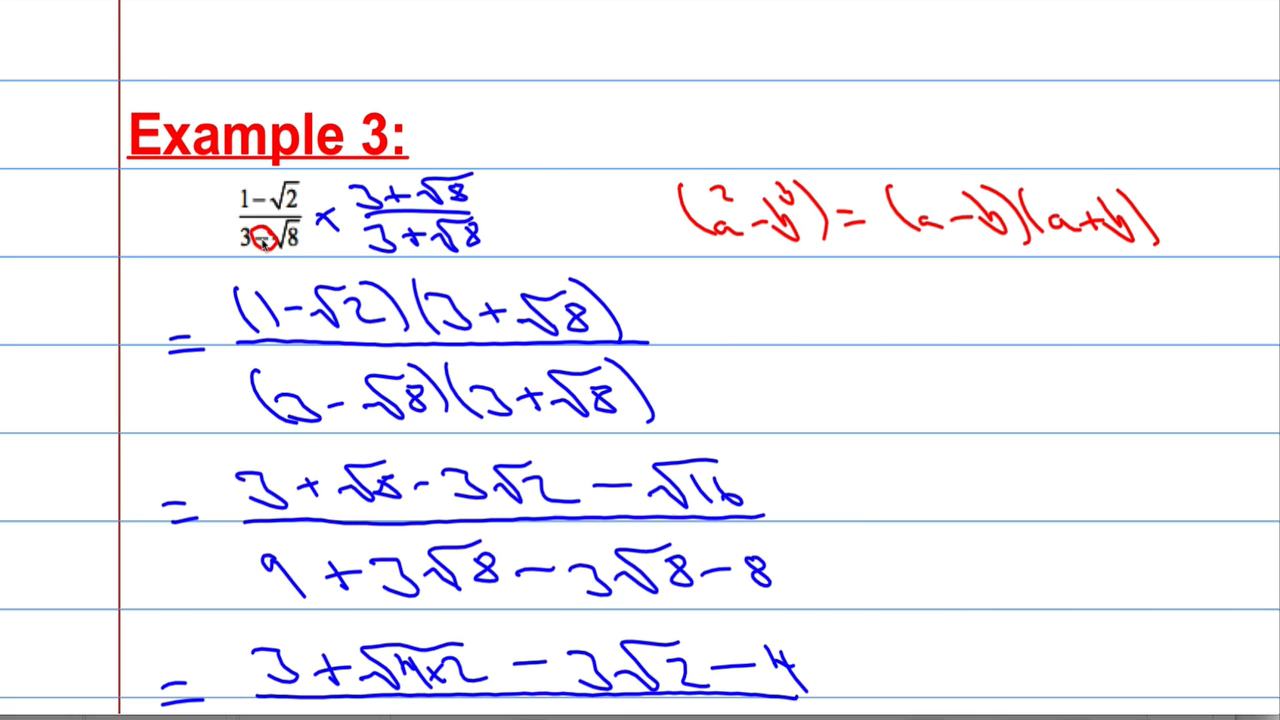 Example 3:
(1-√2)/(3-√8) × (3+√8)/(3+√8)
(a²-b²) = (a-b)(a+b)
= (1-√2)(3+√8)
(3-√8)(3+√8)
= 3+√8-3√2-√16
9+3√8-3√8-8
= 3+√4×2-3√2-4